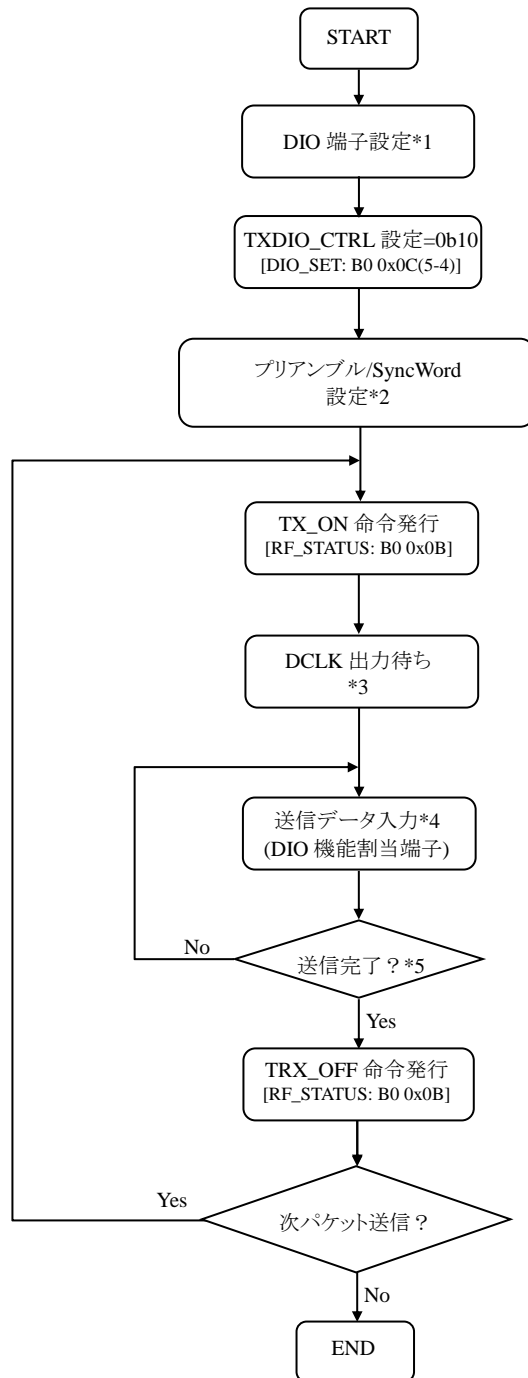 START
DIO 端子設定*1
TXDIO_CTRL 設定=0b10
[DIO_SET: B0 0x0C(5-4)]
プリアンブル/SyncWord
設定*2
TX_ON 命令発行
[RF_STATUS: B0 0x0B]
DCLK 出力待ち
*3
送信データ入力*4
(DIO 機能割当端子)
No
送信完了？*5
Yes
TRX_OFF 命令発行
[RF_STATUS: B0 0x0B]
Yes
次パケット送信？
No
END